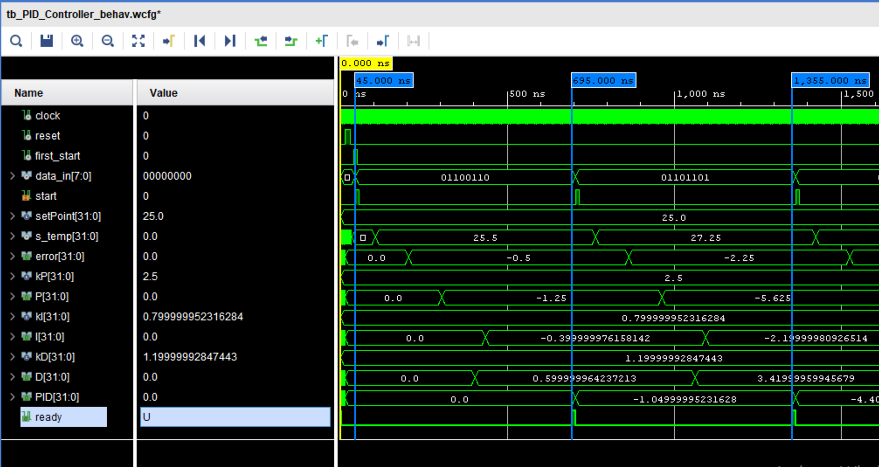 tb_PID_Controller_behav.wcfg*
0.000 ns
45.000 ns 695.000 ns 1,355.000 ns
Name Value 0 ns 500 ns 1,000 ns 1,500
clock 0
reset 0
first_start 0
data_in[7:0] 00000000 01100110 01101101
start 0
setPoint[31:0] 25.0 25.0
s_temp[31:0] 0.0 25.5 27.25
error[31:0] 0.0 0.0 -0.5 -2.25
kP[31:0] 2.5 2.5
P[31:0] 0.0 0.0 -1.25 -5.625
kI[31:0] 0.799999952316284 0.799999952316284
I[31:0] 0.0 0.0 -0.399999976158142 -2.19999980926514
kD[31:0] 1.19999992847443 1.19999992847443
D[31:0] 0.0 0.0 0.599999964237213 3.41999959945679
PID[31:0] 0.0 0.0 -1.04999995231628 -4.40
ready U